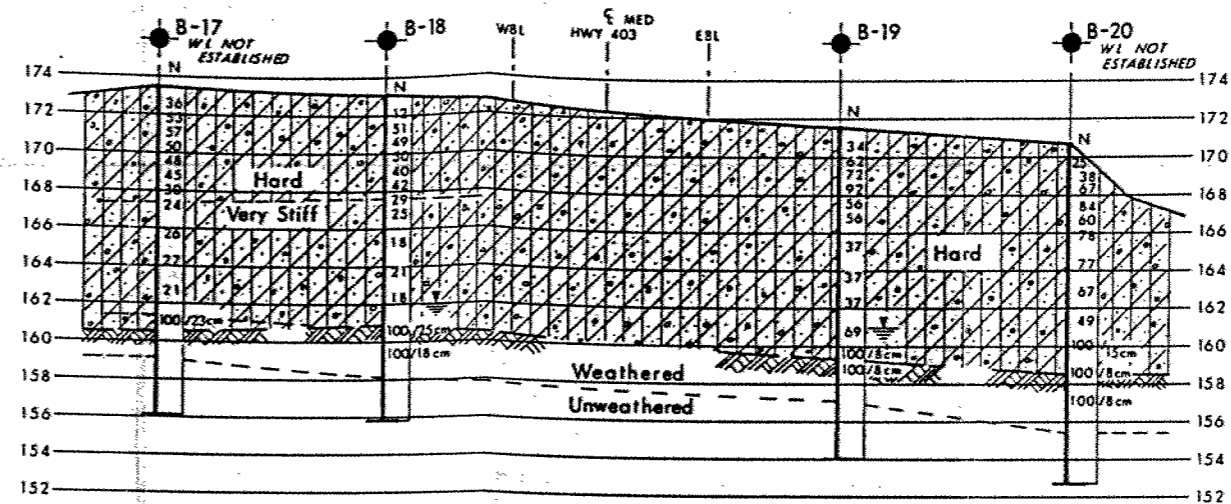 B-17
WL NOT
ESTABLISHED
B-18
WBL
℄ MED
HWY 403
EBL
B-19
B-20
WL NOT
ESTABLISHED
174
172
170
168
166
164
162
160
158
156
154
152
N
36
53
57
50
48
45
30
24
26
22
21
100/23cm
Hard
Very Stiff
N
12
51
49
50
40
42
29
25
18
21
18
100/25cm
100/18cm
Weathered
Unweathered
N
34
62
72
92
56
56
37
37
37
69
100/8cm
100/8cm
Hard
N
25
38
67
84
60
78
77
67
49
100/15cm
100/8cm
100/8cm
174
172
170
168
166
164
162
160
158
156
154
152